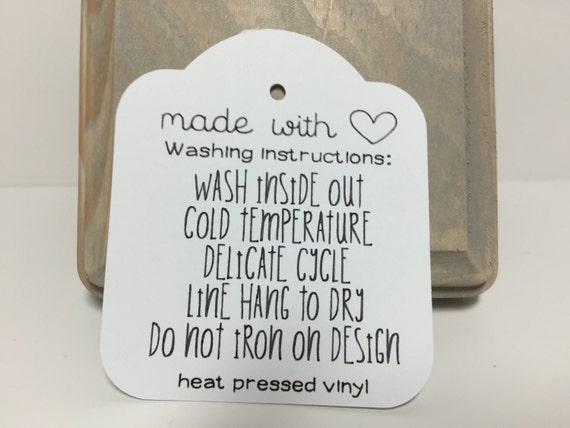 made with
Washing Instructions:
WASH INSIDE OUT
COLD TEMPERATURE
DELICATE CYCLE
LINE HANG TO DRY
DO NOT IRON ON DESIGN
heat pressed vinyl